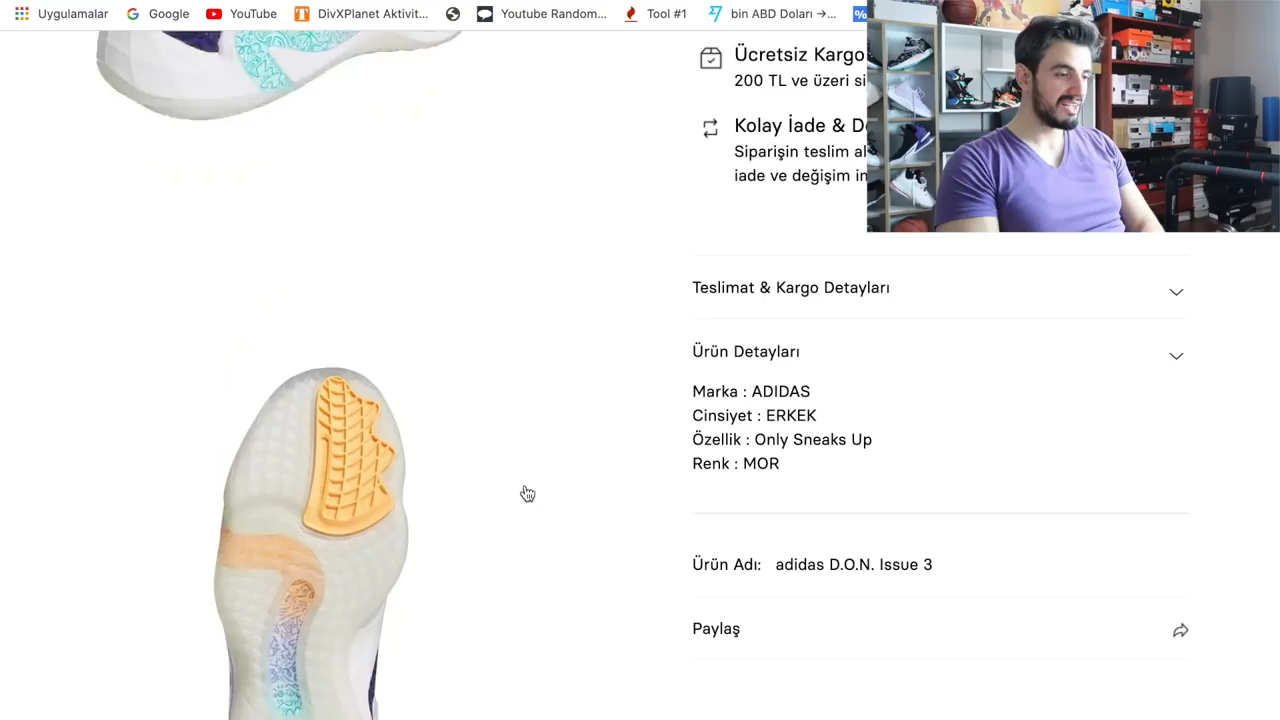 Uygulamalar
Google
YouTube
DivXPlanet Aktivit...
Youtube Random...
Tool #1
bin ABD Doları →...
%
Ücretsiz Kargo
200 TL ve üzeri si
Kolay İade & D
Siparişin teslim al
iade ve değişim in
Teslimat & Kargo Detayları
Ürün Detayları
Marka : ADIDAS
Cinsiyet : ERKEK
Özellik : Only Sneaks Up
Renk : MOR
Ürün Adı: adidas D.O.N. Issue 3
Paylaş